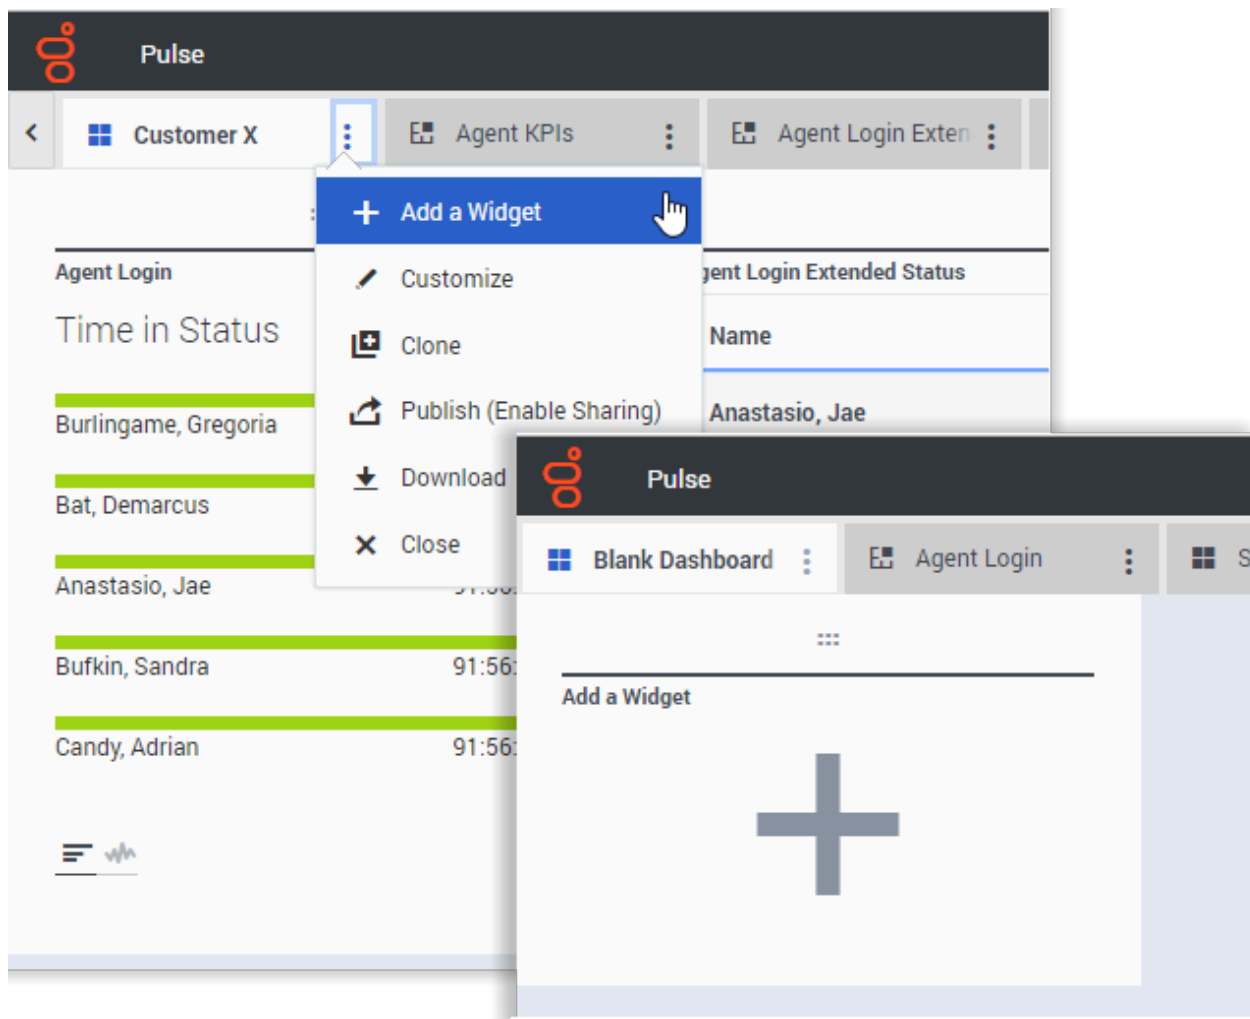 Pulse
Customer X
Agent KPIs
Agent Login Exten
Add a Widget
Agent Login
gent Login Extended Status
Customize
Time in Status
Name
Clone
Publish (Enable Sharing)
Anastasio, Jae
Burlingame, Gregoria
Download
Bat, Demarcus
Close
Anastasio, Jae
Bufkin, Sandra
91:56:
Candy, Adrian
91:56:
Pulse
Blank Dashboard
Agent Login
S
Add a Widget